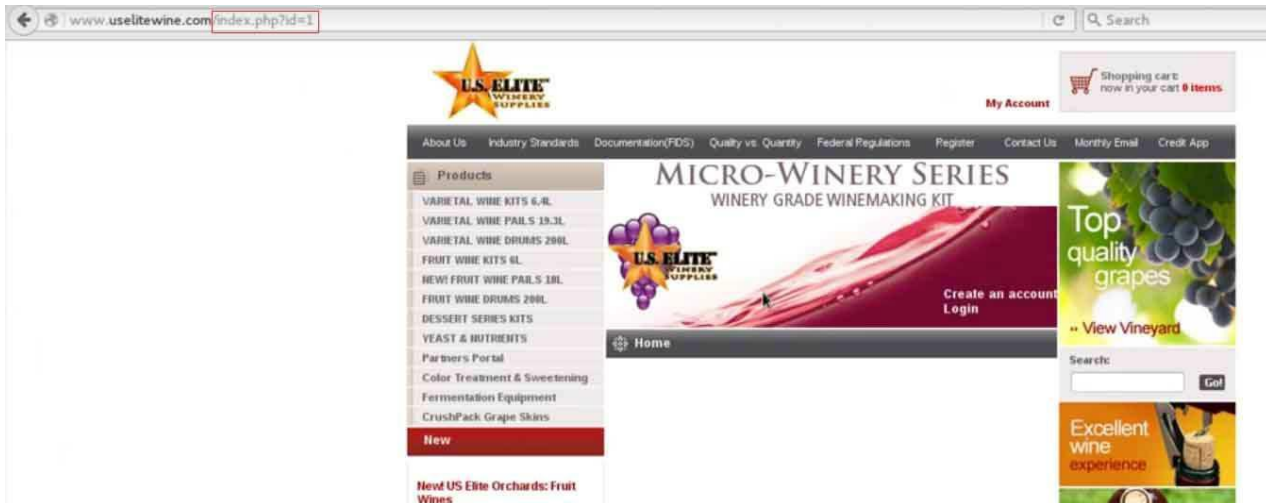 www.uselitewine.com/index.php?id=1
Search
U.S. ELITE™
WINERY
SUPPLIES
My Account
Shopping cart:
now in your cart 0 items
About Us Industry Standards Documentation(FIDS) Quality vs. Quantity Federal Regulations Register Contact Us Monthly Email Credit App
Products
VARIETAL WINE KITS 6.4L
VARIETAL WINE PAILS 19.3L
VARIETAL WINE DRUMS 200L
FRUIT WINE KITS 6L
NEW! FRUIT WINE PAILS 18L
FRUIT WINE DRUMS 200L
DESSERT SERIES KITS
YEAST & NUTRIENTS
Partners Portal
Color Treatment & Sweetening
Fermentation Equipment
CrushPack Grape Skins
New
New! US Elite Orchards: Fruit
Wines
MICRO-WINERY SERIES
WINERY GRADE WINEMAKING KIT
U.S. ELITE
WINERY
SUPPLIES
Create an account
Login
Home
Top
quality
grapes
›› View Vineyard
Search:
Go!
Excellent
wine
experience